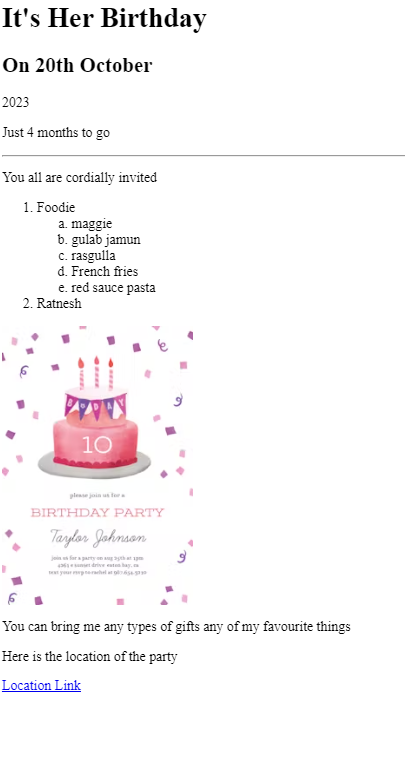 It's Her Birthday
On 20th October
2023
Just 4 months to go
You all are cordially invited
1. Foodie
a. maggie
b. gulab jamun
c. rasgulla
d. French fries
e. red sauce pasta
2. Ratnesh
B DAY
10
please join us for a
BIRTHDAY PARTY
Taylor Johnson
join us for a party on aug 25th at 1pm
You can bring me any types of gifts any of my favourite things
Here is the location of the party
Location Link